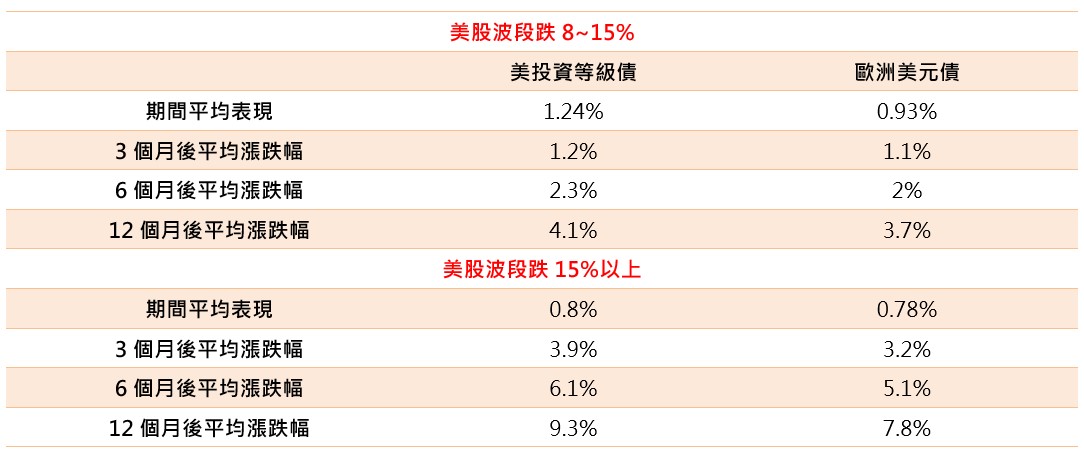 美股波段跌 8~15%
美投資等級債 歐洲美元債
期間平均表現 1.24% 0.93%
3 個月後平均漲跌幅 1.2% 1.1%
6 個月後平均漲跌幅 2.3% 2%
12 個月後平均漲跌幅 4.1% 3.7%
美股波段跌 15%以上
期間平均表現 0.8% 0.78%
3 個月後平均漲跌幅 3.9% 3.2%
6 個月後平均漲跌幅 6.1% 5.1%
12 個月後平均漲跌幅 9.3% 7.8%